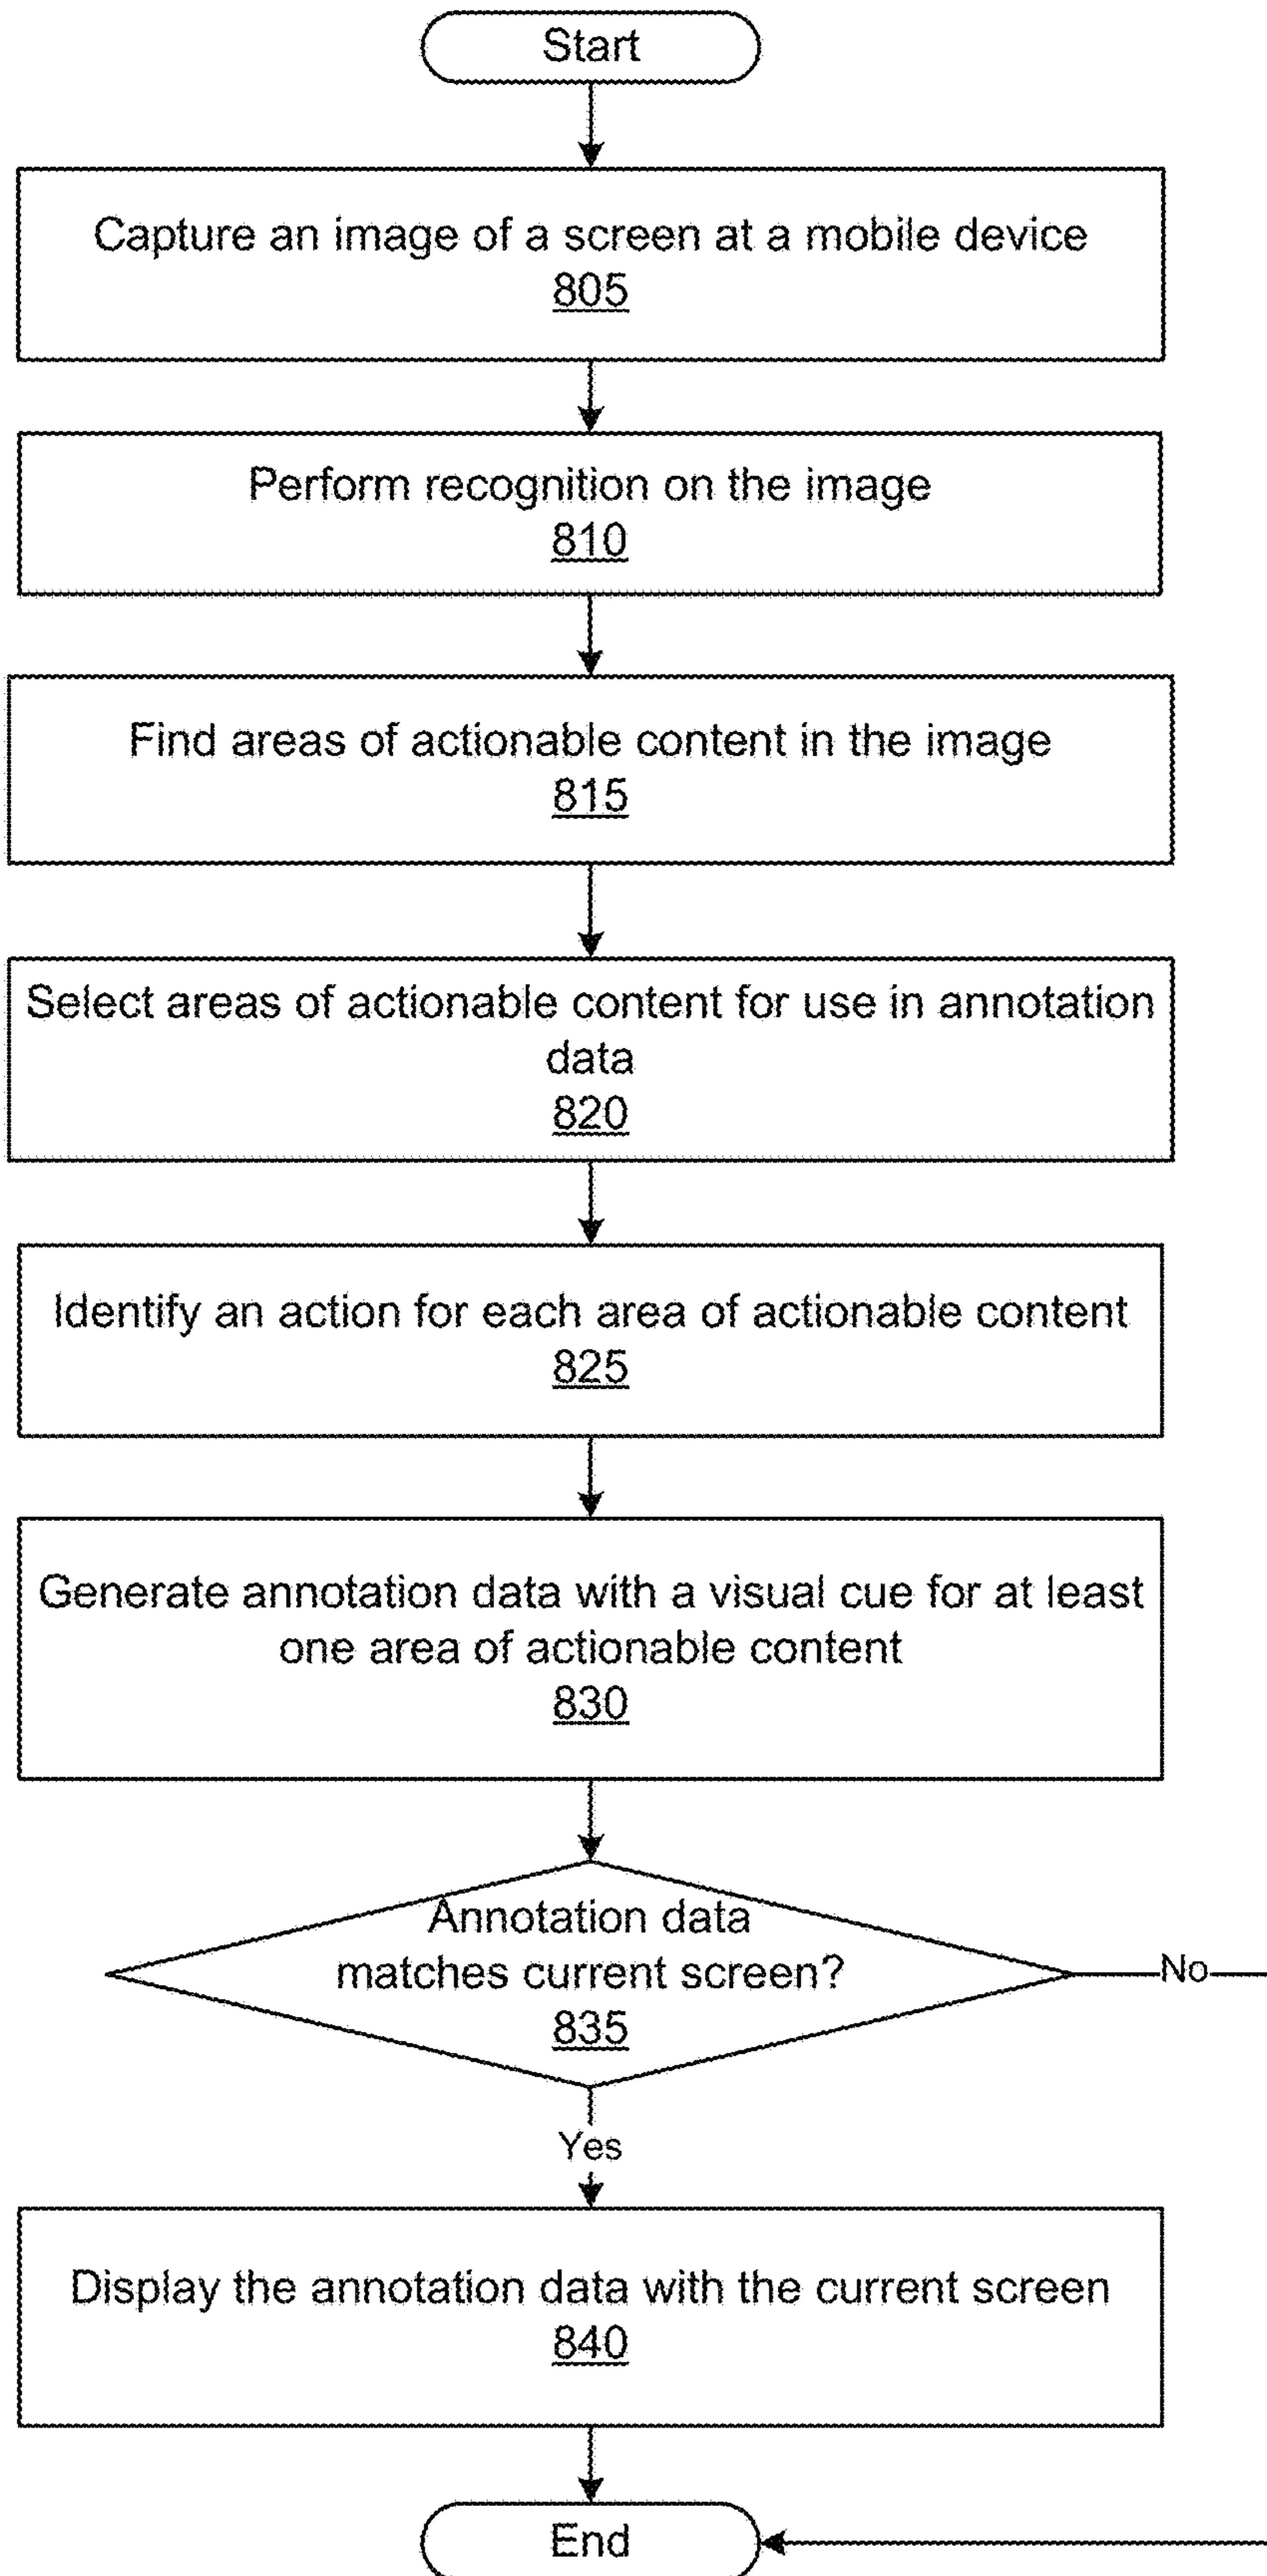 Start
Capture an image of a screen at a mobile device
805
Perform recognition on the image
810
Find areas of actionable content in the image
815
Select areas of actionable content for use in annotation
data
820
Identify an action for each area of actionable content
825
Generate annotation data with a visual cue for at least
one area of actionable content
830
Annotation data
matches current screen?
835
No
Yes
Display the annotation data with the current screen
840
End